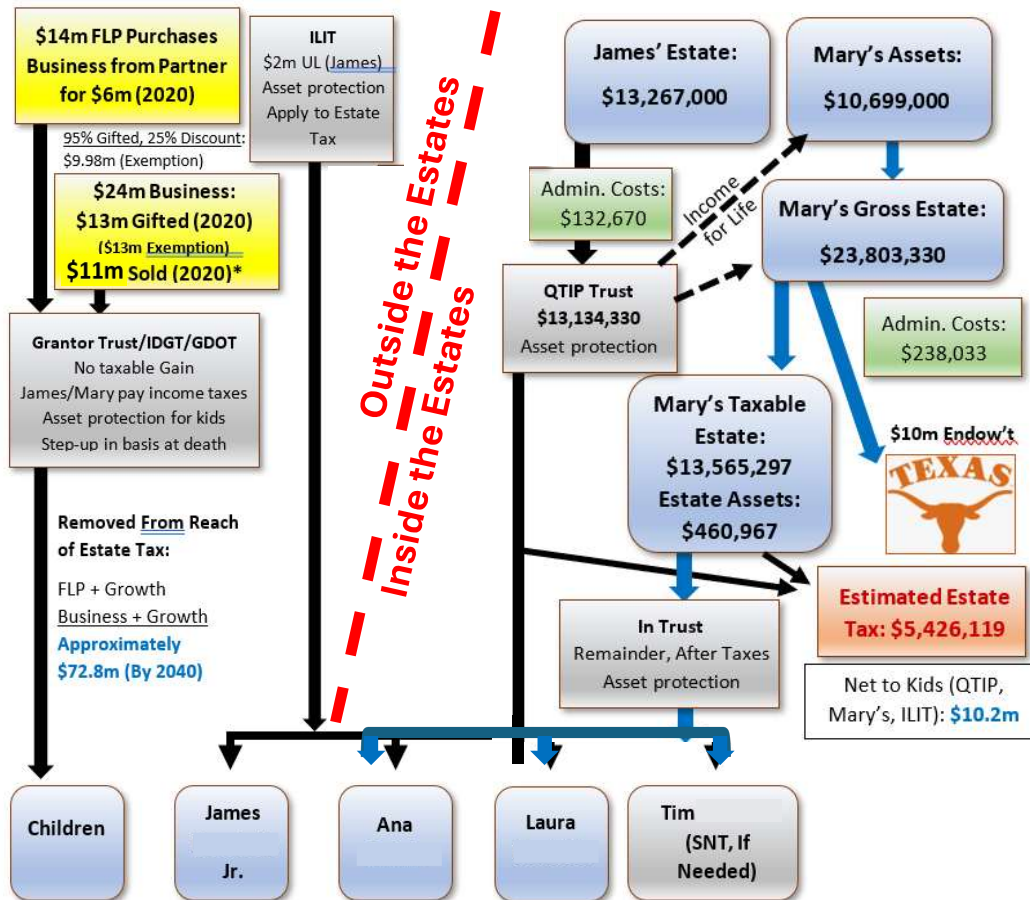 $14m FLP Purchases
Business from Partner
for $6m (2020)
95% Gifted, 25% Discount:
$9.98m (Exemption)
$24m Business:
$13m Gifted (2020)
($13m Exemption)
$11m Sold (2020)*
Grantor Trust/IDGT/GDOT
No taxable Gain
James/Mary pay income taxes
Asset protection for kids
Step-up in basis at death
Removed From Reach
of Estate Tax:
FLP + Growth
Business + Growth
Approximately
$72.8m (By 2040)
ILIT
$2m UL (James)
Asset protection
Apply to Estate
Tax
Outside the Estates
Inside the Estates
James’ Estate:
$13,267,000
Mary’s Assets:
$10,699,000
Admin. Costs:
$132,670
Income
for Life
Mary’s Gross Estate:
$23,803,330
QTIP Trust
$13,134,330
Asset protection
Admin. Costs:
$238,033
Mary’s Taxable
Estate:
$13,565,297
Estate Assets:
$460,967
$10m Endow’t
TEXAS
Estimated Estate
Tax: $5,426,119
In Trust
Remainder, After Taxes
Asset protection
Net to Kids (QTIP,
Mary’s, ILIT): $10.2m
Children
James
Jr.
Ana
Laura
Tim
(SNT, If
Needed)